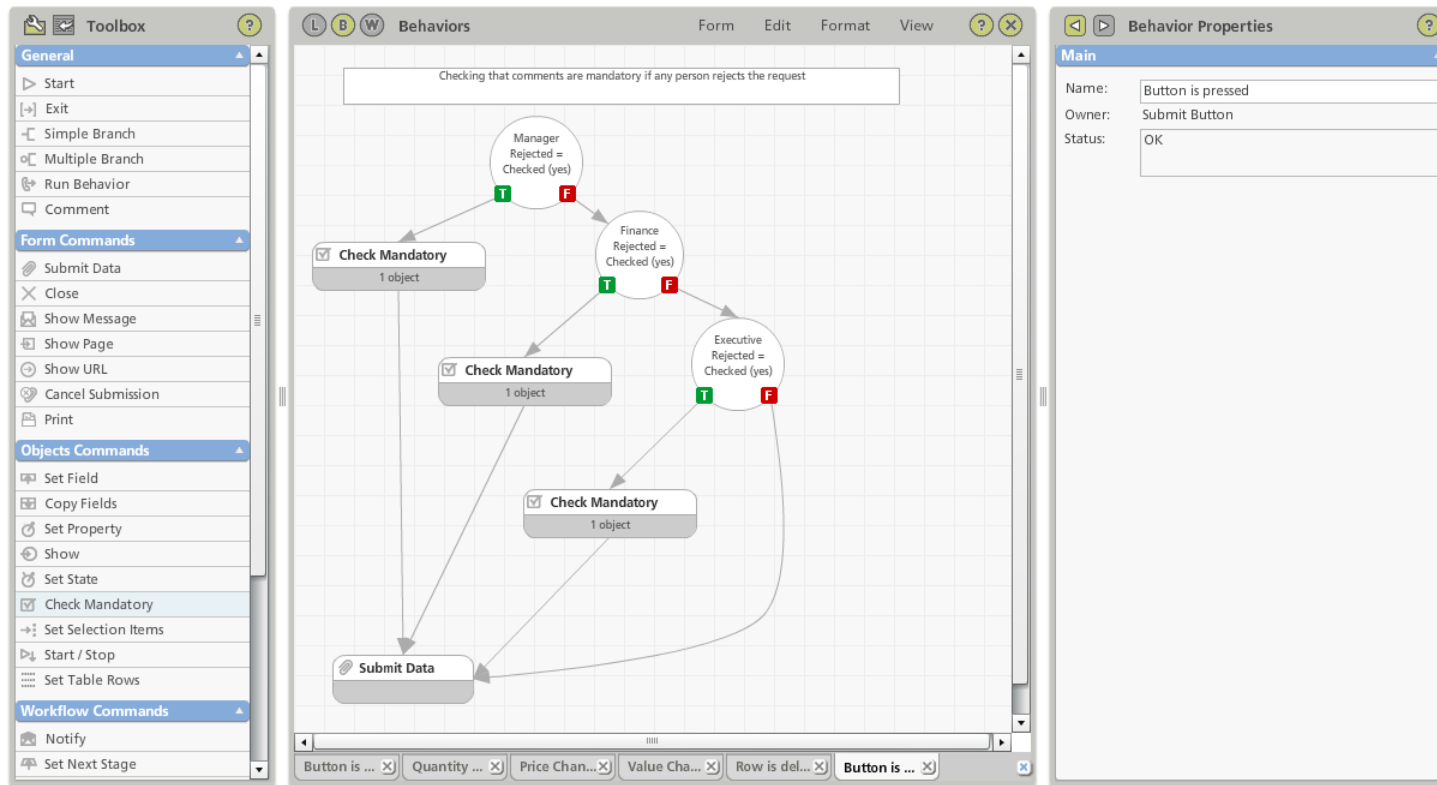 Toolbox
?
General
Start
Exit
Simple Branch
Multiple Branch
Run Behavior
Comment
Form Commands
Submit Data
Close
Show Message
Show Page
Show URL
Cancel Submission
Print
Objects Commands
Set Field
Copy Fields
Set Property
Show
Set State
Check Mandatory
Set Selection Items
Start / Stop
Set Table Rows
Workflow Commands
Notify
Set Next Stage
L B W Behaviors Form Edit Format View ?
Checking that comments are mandatory if any person rejects the request
Manager
Rejected =
Checked (yes)
T F
Check Mandatory
1 object
Finance
Rejected =
Checked (yes)
T F
Check Mandatory
1 object
Executive
Rejected =
Checked (yes)
T F
Check Mandatory
1 object
Submit Data
Button is ... Quantity ... Price Chan... Value Cha... Row is del... Button is ...
Behavior Properties ?
Main
Name: Button is pressed
Owner: Submit Button
Status: OK